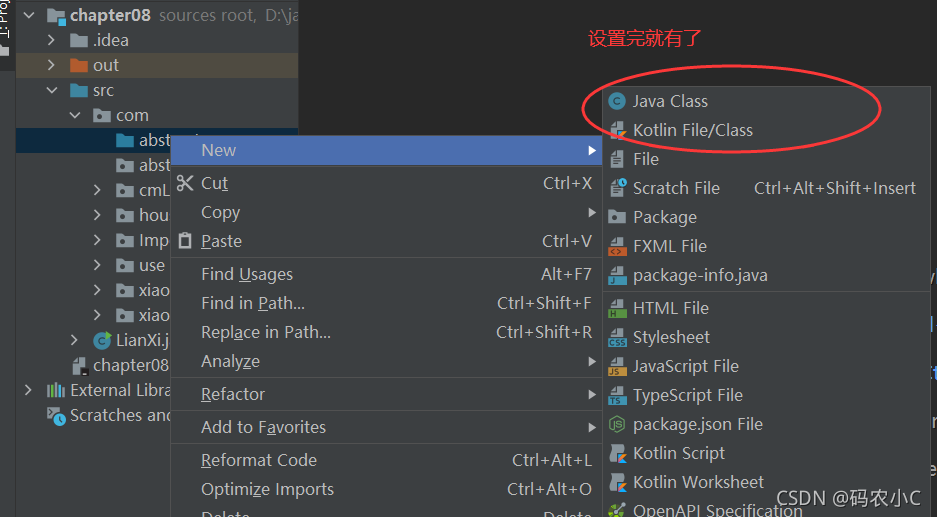 1: Proj
chapter08 sources root, D:\ja
.idea
out
src
com
abst
abst
cmL
hou
Imp
use
xiao
xiao
LianXi.j
chapter08
External Libra
Scratches and
New
Cut Ctrl+X
Copy
Paste Ctrl+V
Find Usages Alt+F7
Find in Path... Ctrl+Shift+F
Replace in Path... Ctrl+Shift+R
Analyze
Refactor
Add to Favorites
Reformat Code Ctrl+Alt+L
Optimize Imports Ctrl+Alt+O
Delete
设置完就有了
Java Class
Kotlin File/Class
File
Scratch File Ctrl+Alt+Shift+Insert
Package
FXML File
package-info.java
HTML File
Stylesheet
JavaScript File
TypeScript File
package.json File
Kotlin Script
Kotlin Worksheet
OpenAPI Specification
CSDN @码农小C